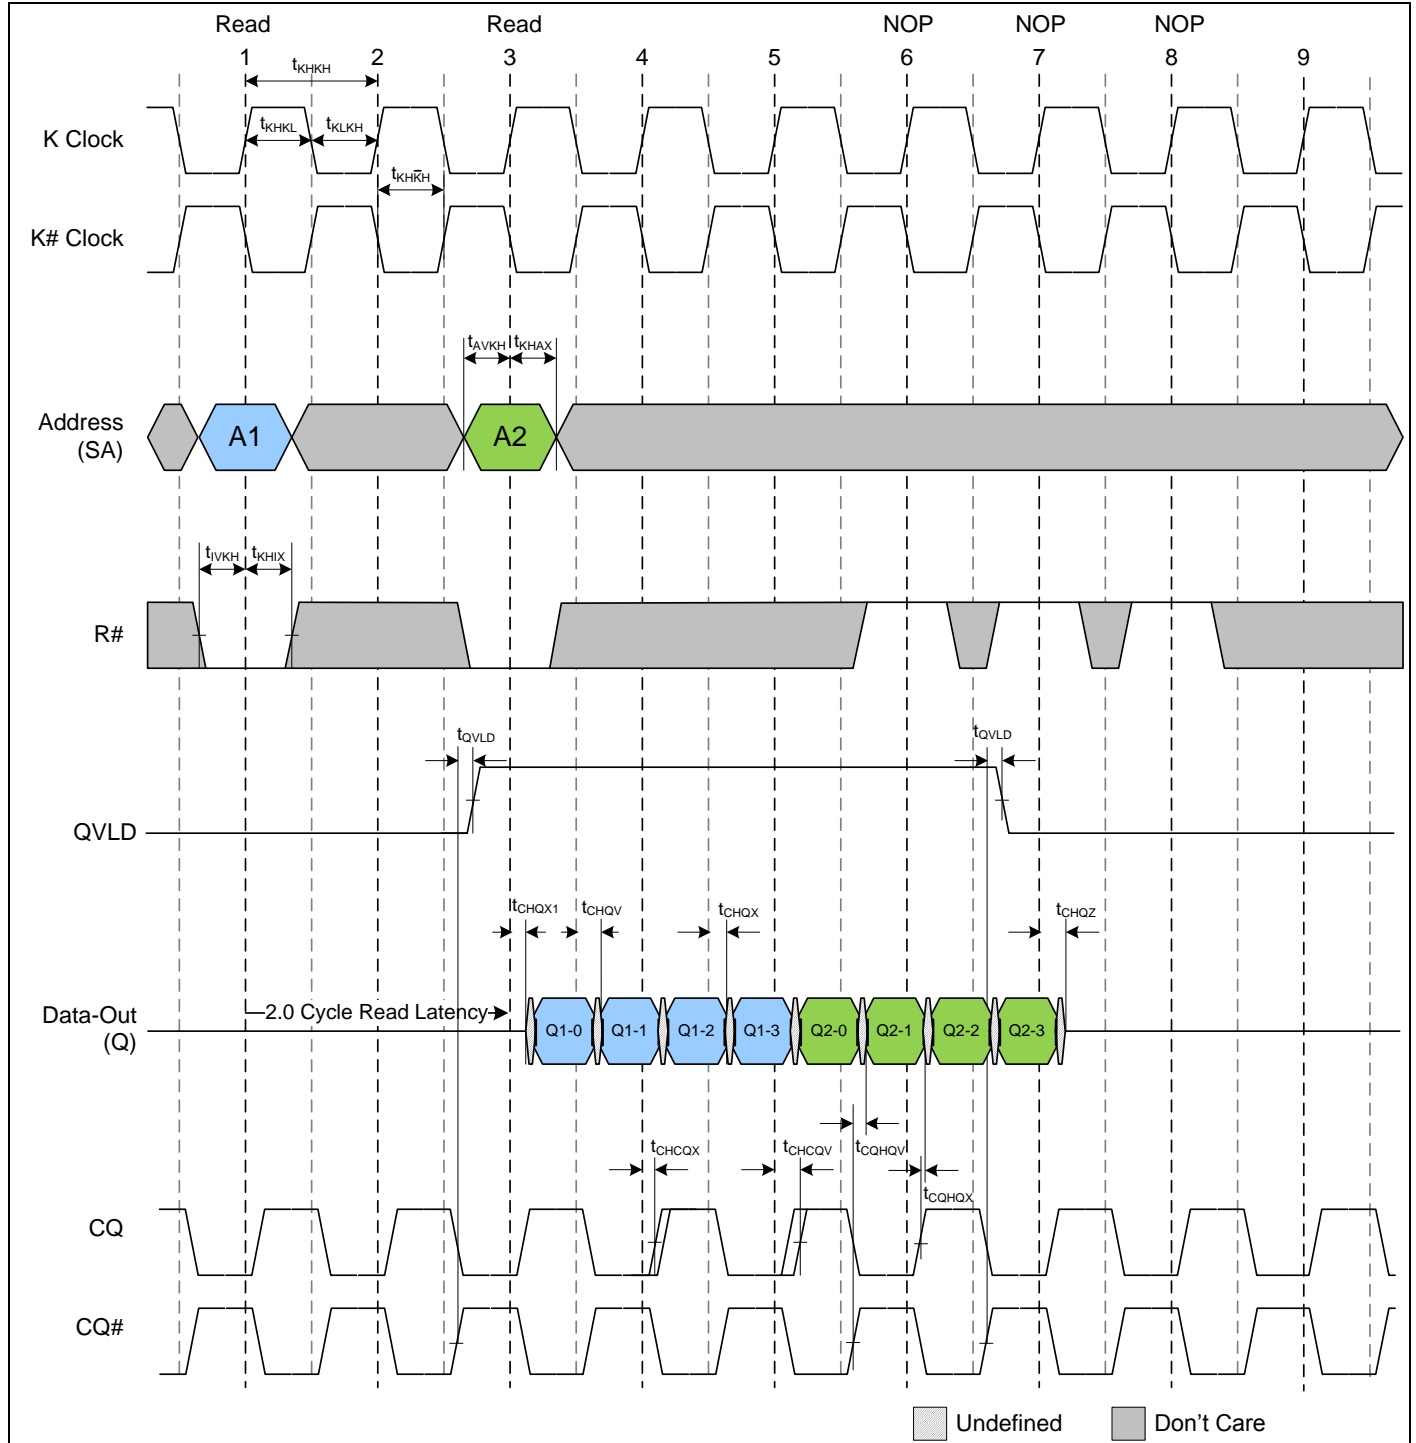 Read Read NOP NOP NOP
1 2 3 4 5 6 7 8 9
tKHKH
K Clock
tKHKL tKLKH
tKHK̅H
K# Clock
tAVKH tKHAX
Address
(SA)
A1 A2
tIVKH tKHIX
R#
tQVLD tQVLD
QVLD
tCHQX1 tCHQV tCHQX tCHQZ
Data-Out
(Q)
2.0 Cycle Read Latency
Q1-0 Q1-1 Q1-2 Q1-3 Q2-0 Q2-1 Q2-2 Q2-3
tCHCQX tCHCQV tCQHQV
tCQHQX
CQ
CQ#
Undefined Don't Care